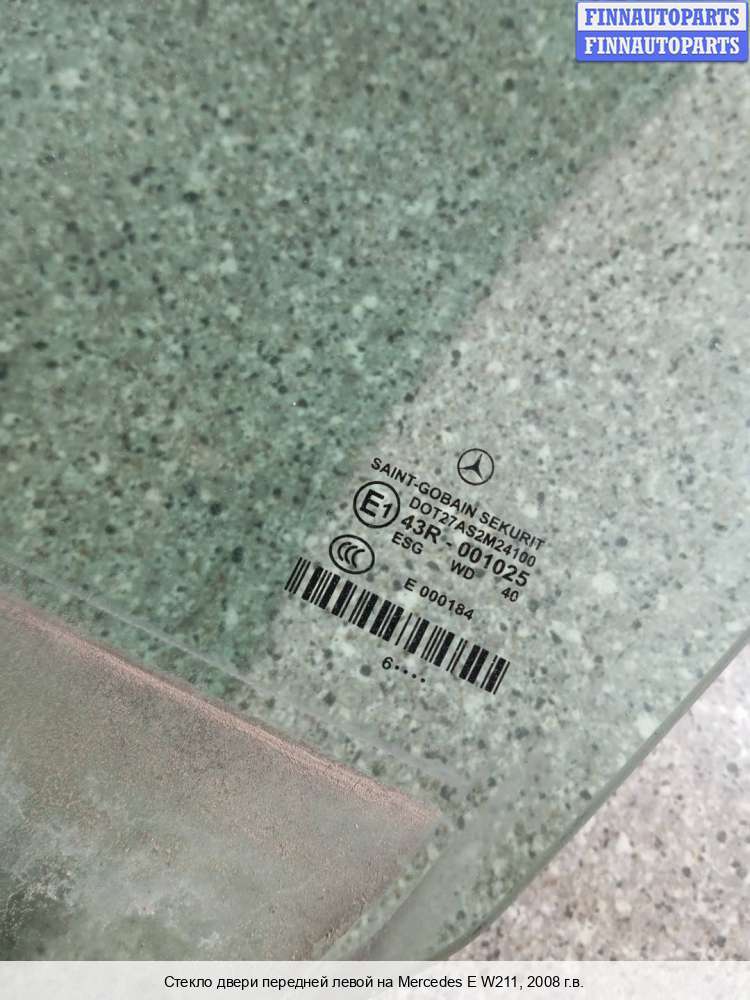 FINNAUTOPARTS
FINNAUTOPARTS
SAINT-GOBAIN SEKURIT
DOT27AS2M24100
E1 43R - 001025
ESG WD 40
CCC E 000184
6....
Стекло двери передней левой на Mercedes E W211, 2008 г.в.